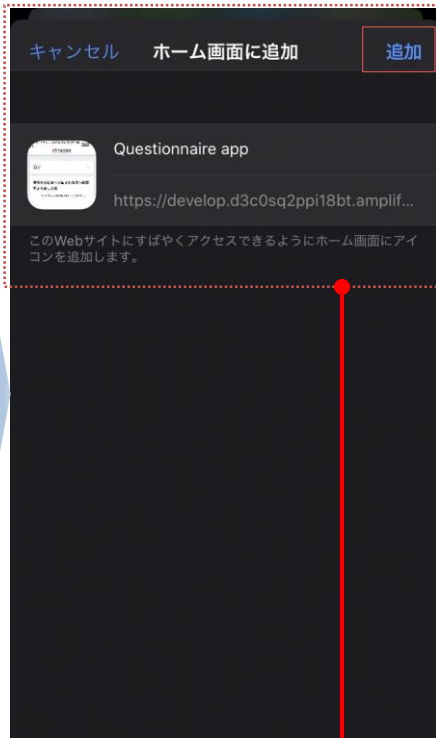 キャンセル ホーム画面に追加 追加
Questionnaire app
https://develop.d3c0sq2ppi18bt.amplif...
このWebサイトにすばやくアクセスできるようにホーム画面にアイ
コンを追加します。